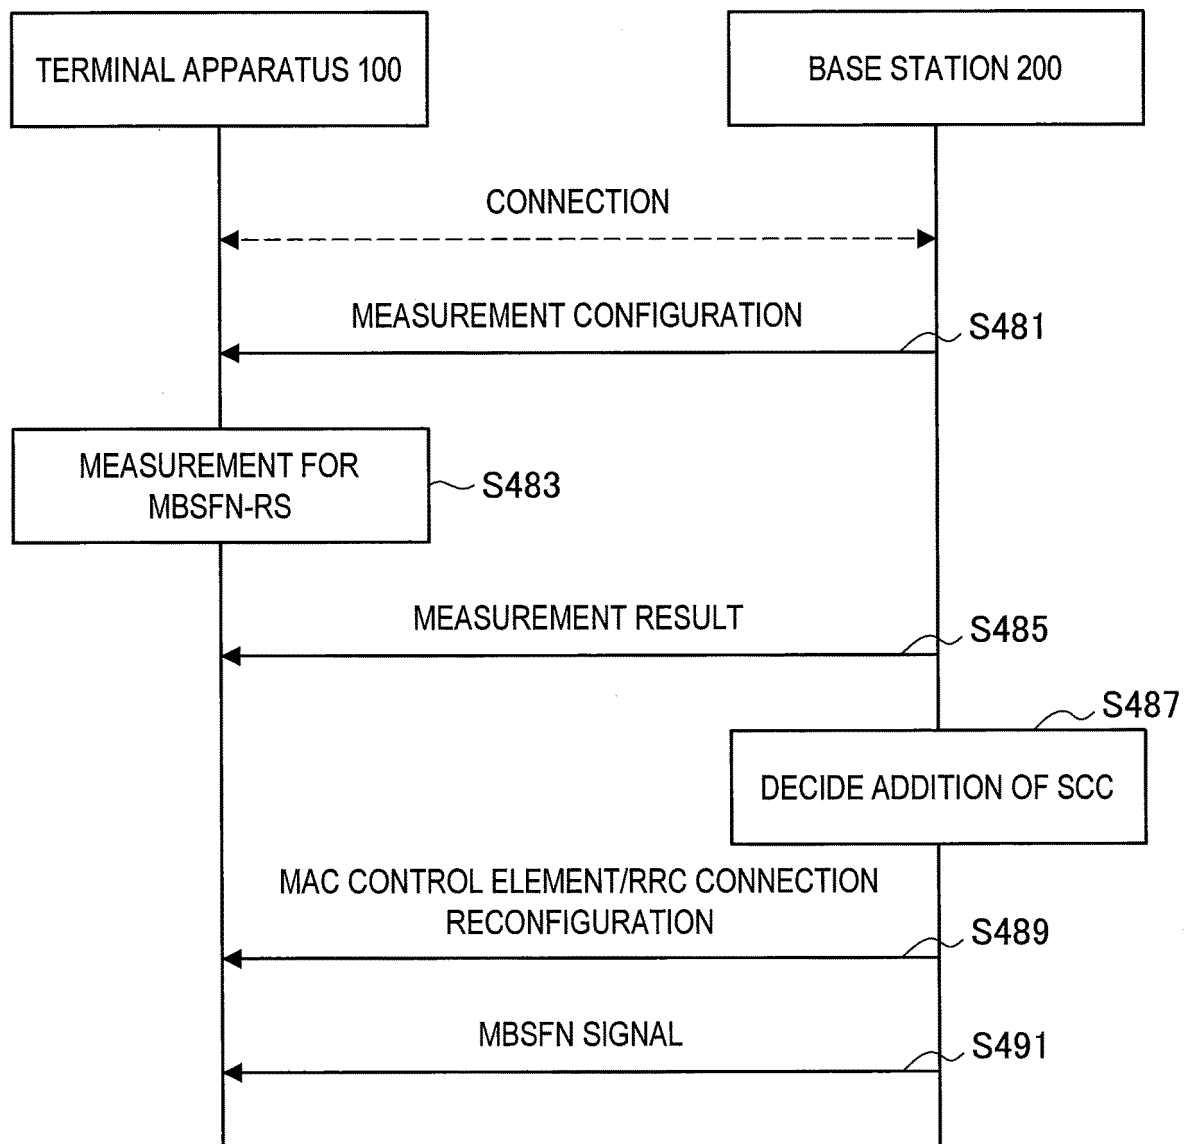 TERMINAL APPARATUS 100
BASE STATION 200
CONNECTION
MEASUREMENT CONFIGURATION
S481
MEASUREMENT FOR
MBSFN-RS
S483
MEASUREMENT RESULT
S485
S487
DECIDE ADDITION OF SCC
MAC CONTROL ELEMENT/RRC CONNECTION
RECONFIGURATION
S489
MBSFN SIGNAL
S491